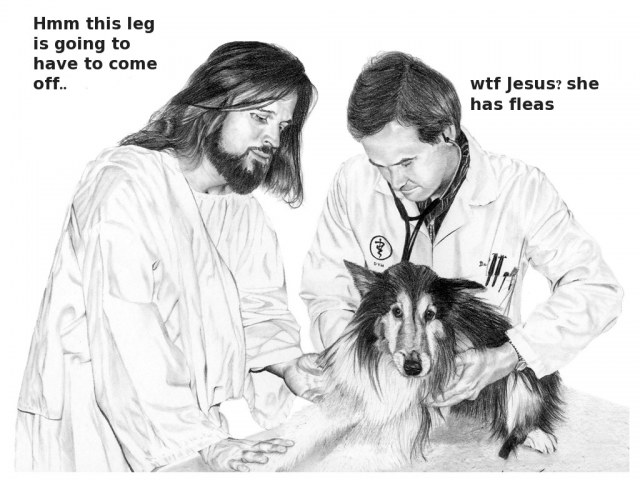 Hmm this leg
is going to
have to come
off..
wtf Jesus? she
has fleas